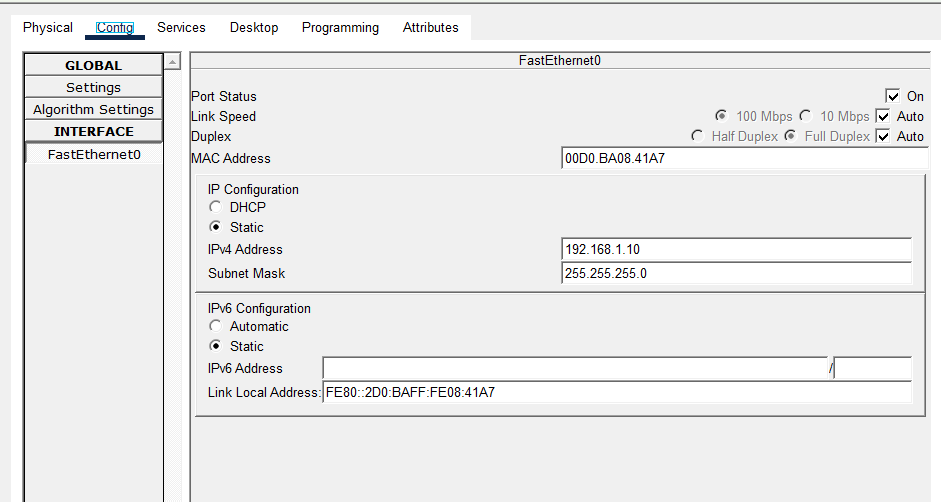 Physical Config Services Desktop Programming Attributes
GLOBAL
Settings
Algorithm Settings
INTERFACE
FastEthernet0
FastEthernet0
Port Status On
Link Speed 100 Mbps 10 Mbps Auto
Duplex Half Duplex Full Duplex Auto
MAC Address 00D0.BA08.41A7
IP Configuration
DHCP
Static
IPv4 Address 192.168.1.10
Subnet Mask 255.255.255.0
IPv6 Configuration
Automatic
Static
IPv6 Address /
Link Local Address: FE80::2D0:BAFF:FE08:41A7